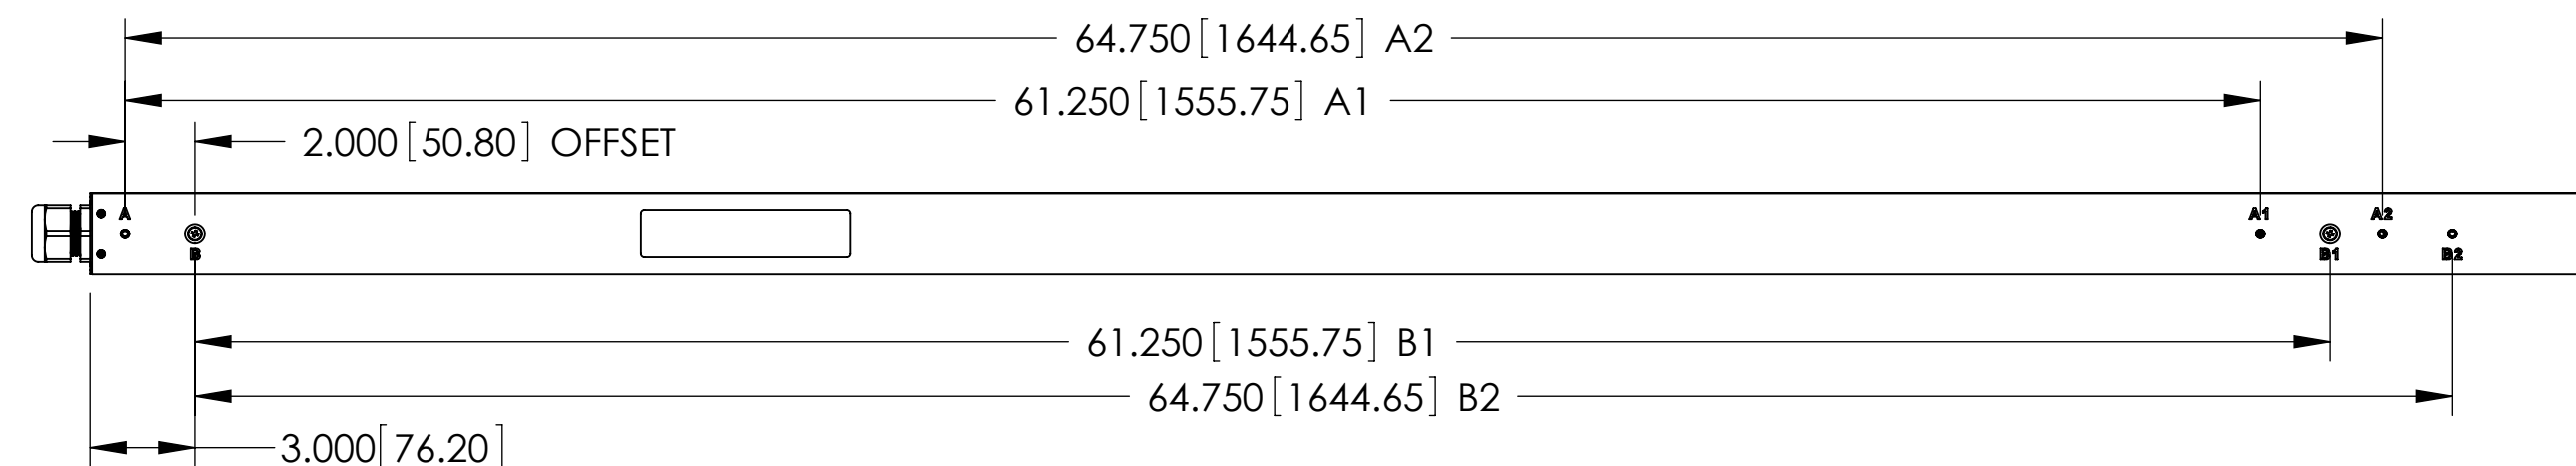 64.750[1644.65] A2
61.250[1555.75] A1
2.000[50.80] OFFSET
A
A1
A2
B
B1
B2
61.250[1555.75] B1
64.750[1644.65] B2
3.000[76.20]